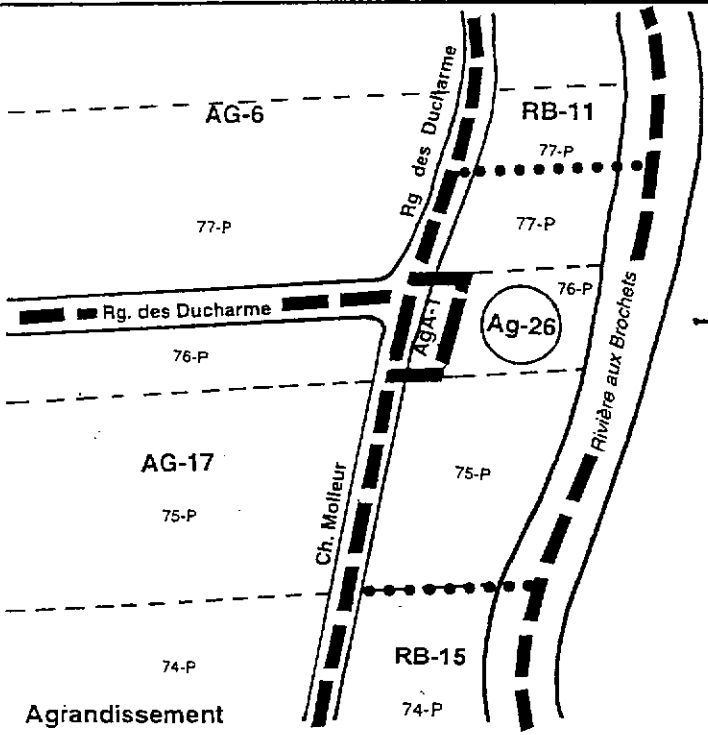 AG-6
Rg des Ducharme
RB-11
77-P
77-P
77-P
76-P
Rg. des Ducharme
AgA-1
Ag-26
76-P
Rivière aux Brochets
AG-17
75-P
75-P
Ch. Molleur
74-P
RB-15
74-P
Agrandissement